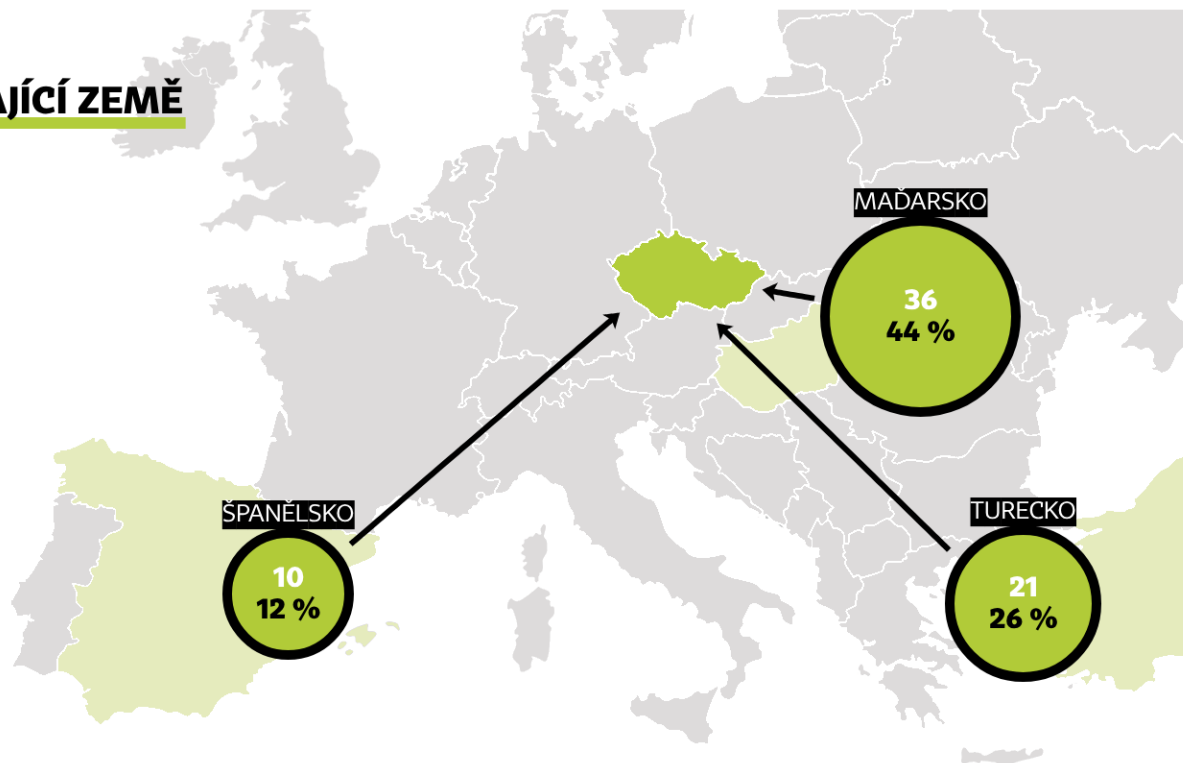 AJÍCÍ ZEMĚ
MAĎARSKO
36
44 %
ŠPANĚLSKO
10
12 %
TURECKO
21
26 %